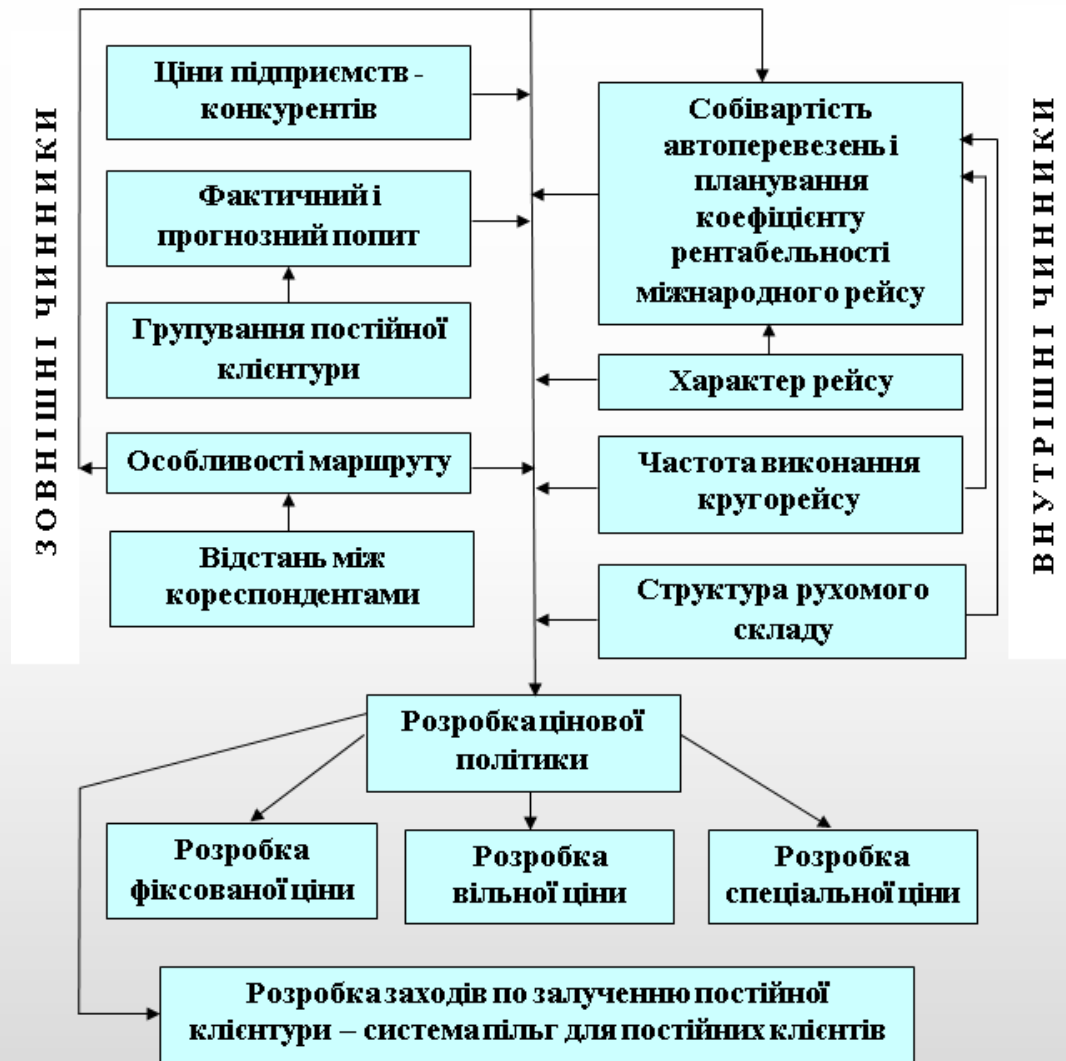 ЗОВНІШНІ ЧИННИКИ
Ціни підприємств -
конкурентів
Фактичний і
прогнозний попит
Групування постійної
клієнтури
Особливості маршруту
Відстань між
кореспондентами
Собівартість
автоперевезень і
планування
коефіцієнту
рентабельності
міжнародного рейсу
Характер рейсу
Частота виконання
кругорейсу
Структура рухомого
складу
ВНУТРІШНІ ЧИННИКИ
Розробка цінової
політики
Розробка
фіксованої ціни
Розробка
вільної ціни
Розробка
спеціальної ціни
Розробка заходів по залученню постійної
клієнтури – система пільг для постійних клієнтів